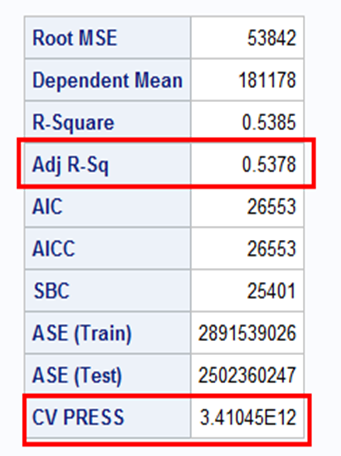 Root MSE 53842
Dependent Mean 181178
R-Square 0.5385
Adj R-Sq 0.5378
AIC 26553
AICC 26553
SBC 25401
ASE (Train) 2891539026
ASE (Test) 2502360247
CV PRESS 3.41045E12